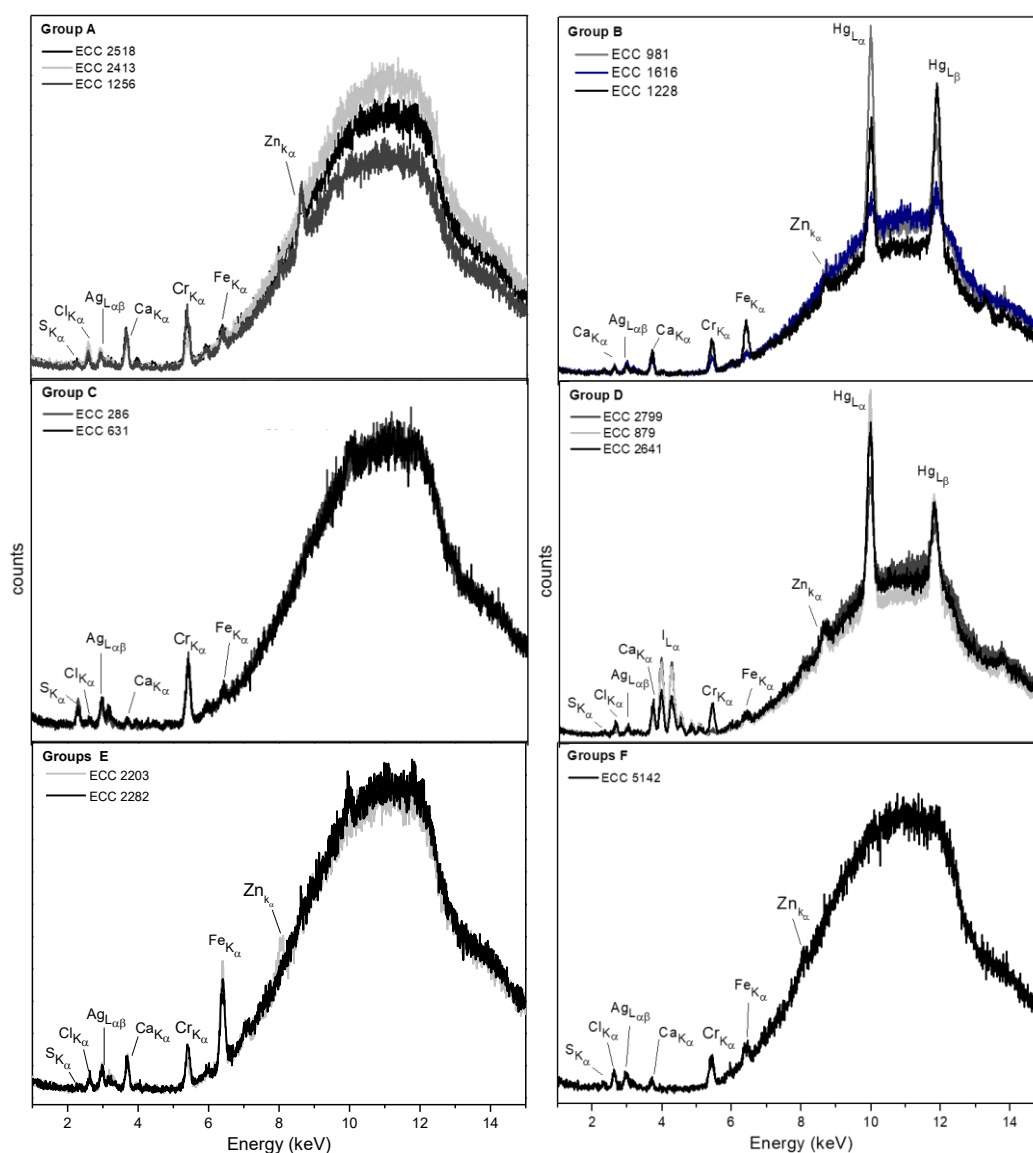 Group A
ECC 2518
ECC 2413
ECC 1256
Zn kα
S Kα
Cl Kα
Ag Lαβ
Ca Kα
Cr Kα
Fe Kα
Group B
ECC 981
ECC 1616
ECC 1228
Hg Lα
Hg Lβ
Zn kα
Ca Kα
Ag Lαβ
Ca Kα
Cr Kα
Fe Kα
Group C
ECC 286
ECC 631
S Kα
Cl Kα
Ag Lαβ
Ca Kα
Cr Kα
Fe Kα
Group D
ECC 2799
ECC 879
ECC 2641
Hg Lα
Hg Lβ
Zn kα
S Kα
Cl Kα
Ag Lαβ
Ca Kα
I Lα
Cr Kα
Fe Kα
counts
counts
Groups E
ECC 2203
ECC 2282
Zn kα
Fe Kα
S Kα
Cl Kα
Ag Lαβ
Ca Kα
Cr Kα
Groups F
ECC 5142
Zn kα
S Kα
Cl Kα
Ag Lαβ
Ca Kα
Cr Kα
Fe Kα
2 4 6 8 10 12 14
Energy (keV)
2 4 6 8 10 12 14
Energy (keV)